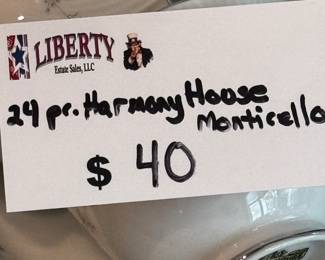 LIBERTY
Estate Sales, LLC
24 pc. Harmony House
Monticello
$ 40